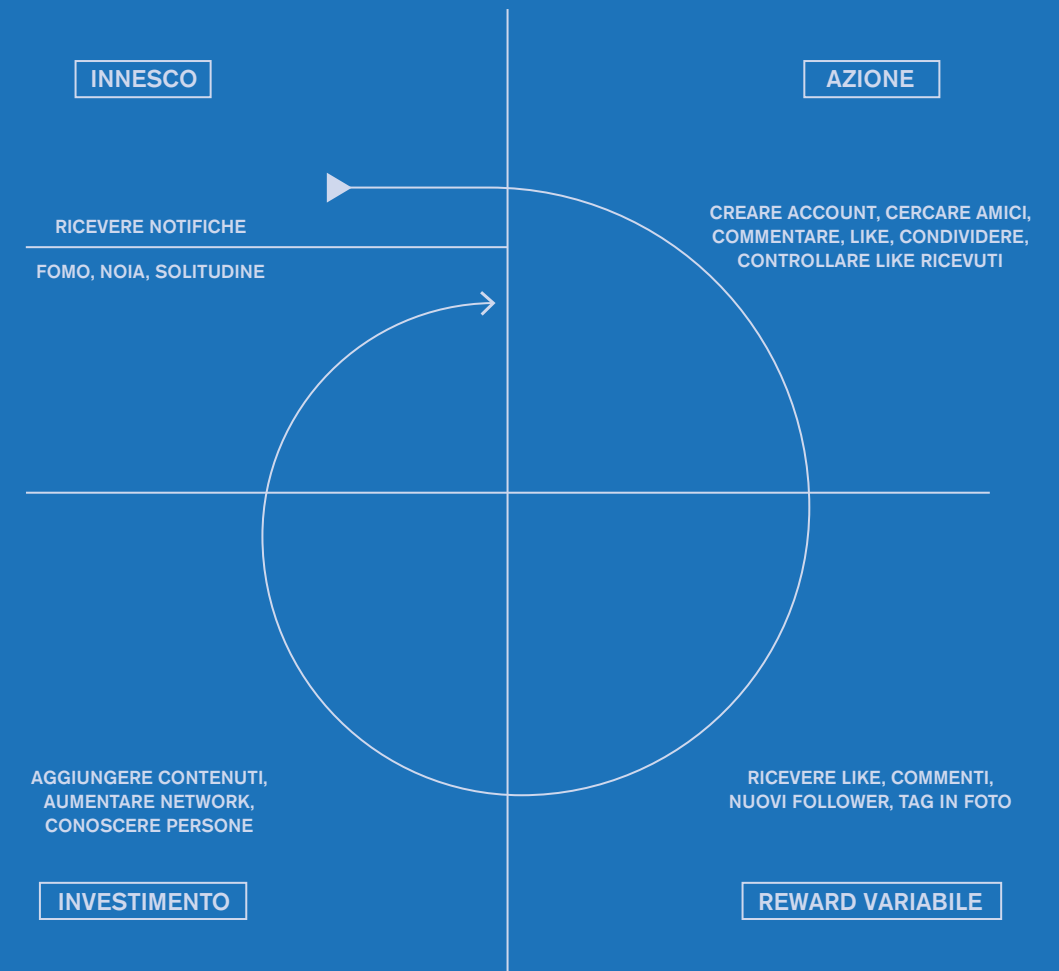 INNESCO
AZIONE
RICEVERE NOTIFICHE
FOMO, NOIA, SOLITUDINE
CREARE ACCOUNT, CERCARE AMICI,
COMMENTARE, LIKE, CONDIVIDERE,
CONTROLLARE LIKE RICEVUTI
AGGIUNGERE CONTENUTI,
AUMENTARE NETWORK,
CONOSCERE PERSONE
INVESTIMENTO
RICEVERE LIKE, COMMENTI,
NUOVI FOLLOWER, TAG IN FOTO
REWARD VARIABILE